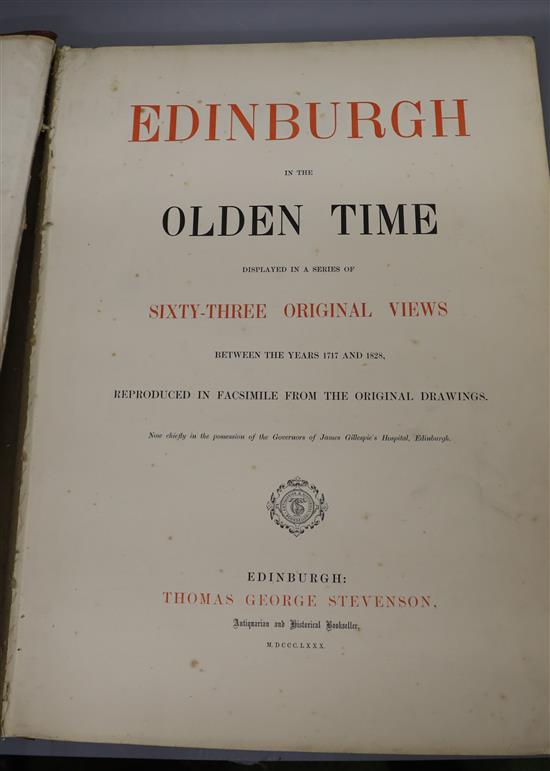 EDINBURGH
IN THE
OLDEN TIME
DISPLAYED IN A SERIES OF
SIXTY-THREE ORIGINAL VIEWS
BETWEEN THE YEARS 1717 AND 1828,
REPRODUCED IN FACSIMILE FROM THE ORIGINAL DRAWINGS.
Now chiefly in the possession of the Governors of James Gillespie's Hospital, Edinburgh.
EDINBURGH:
THOMAS GEORGE STEVENSON,
Antiquarian and Historical Bookseller,
M.DCCC.LXXX.